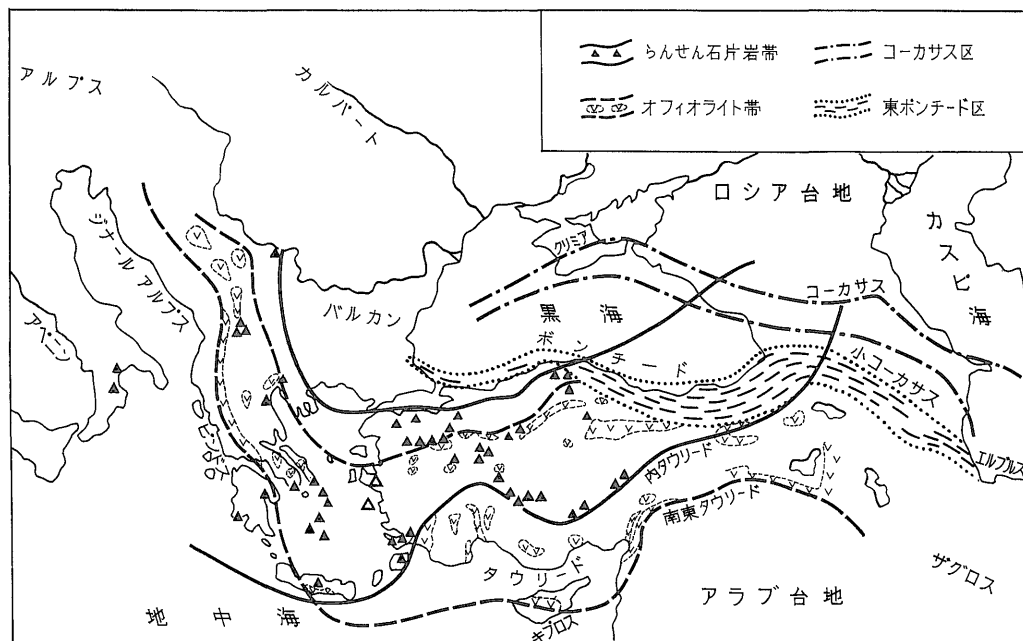 らんせん石片岩帯
コーカサス区
オフィオライト帯
東ポンチード区
アルプス
カルパート
ロシア台地
カスピ海
クリミア
ジナールアルプス
コーカサス
バルカン
黒海
アペニン
ポンチード
小コーカサス
ピンドス
内タウリード
エルブルス
南東タウリード
タウリード
ザグロス
アラブ台地
地中海
キプロス